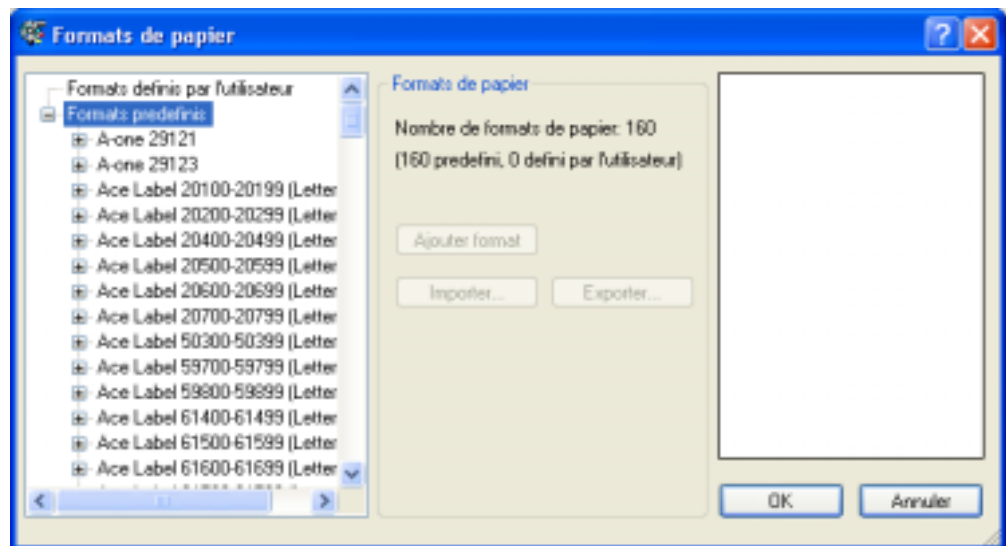 Formats de papier
Formats definis par l'utilisateur
Formats predefinis
A-one 29121
A-one 29123
Ace Label 20100-20199 (Letter
Ace Label 20200-20299 (Letter
Ace Label 20400-20499 (Letter
Ace Label 20500-20599 (Letter
Ace Label 20600-20699 (Letter
Ace Label 20700-20799 (Letter
Ace Label 50300-50399 (Letter
Ace Label 59700-59799 (Letter
Ace Label 59800-59899 (Letter
Ace Label 61400-61499 (Letter
Ace Label 61500-61599 (Letter
Ace Label 61600-61699 (Letter
Formats de papier
Nombre de formats de papier: 160
(160 predefini, 0 defini par l'utilisateur)
Ajouter format
Importer...
Exporter...
OK
Annuler